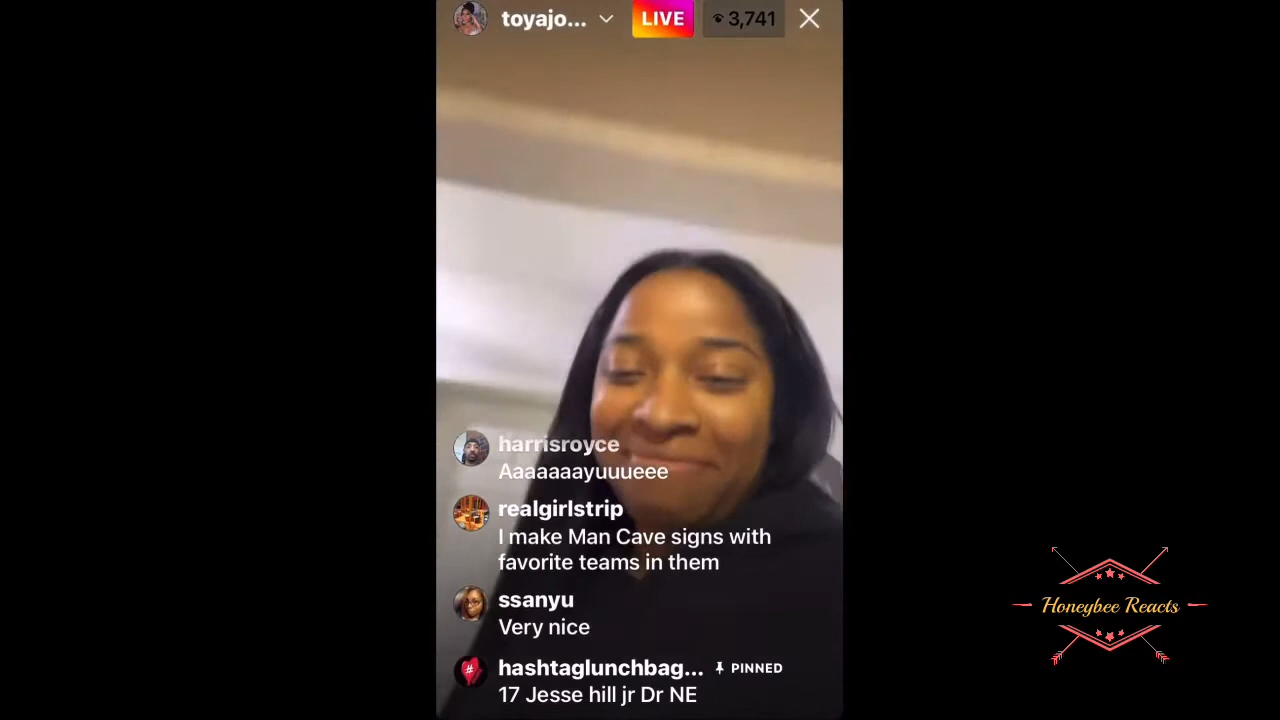 toyajo...
LIVE
3,741
harrisroyce
Aaaaaaayuuueee
realgirlstrip
I make Man Cave signs with
favorite teams in them
ssanyu
Very nice
hashtaglunchbag... PINNED
17 Jesse hill jr Dr NE
#
Honeybee Reacts